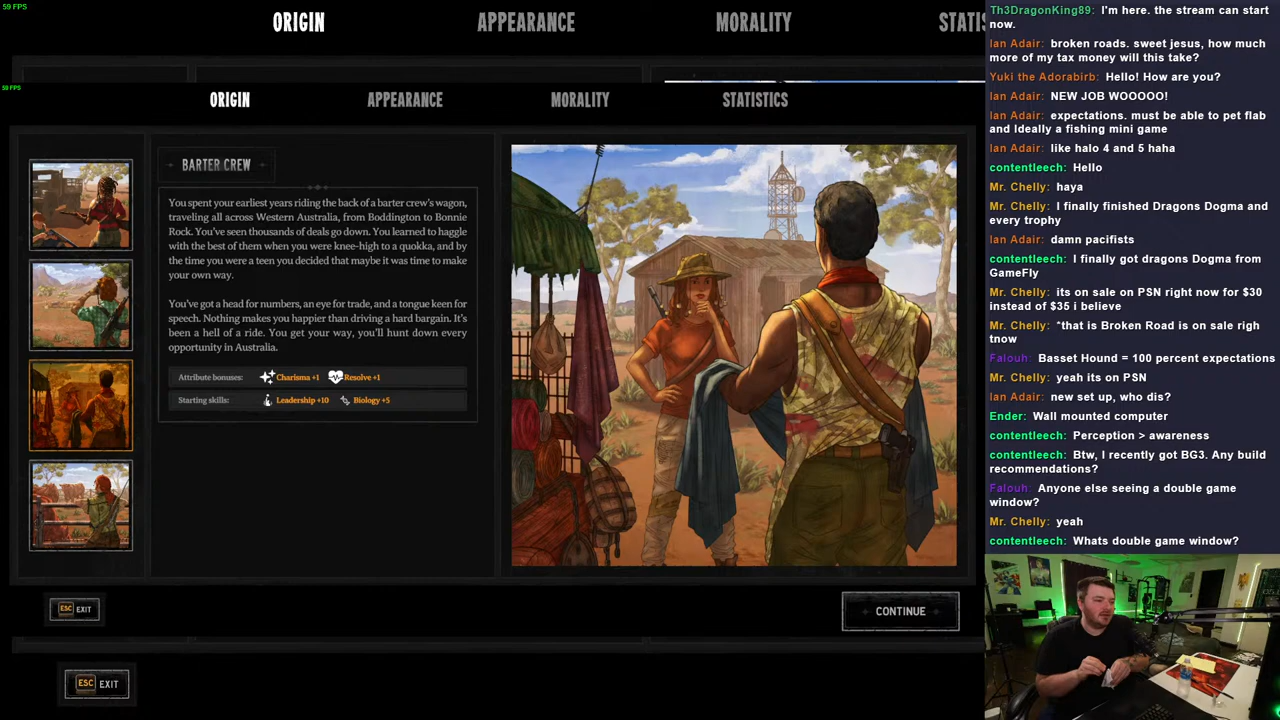 59 FPS
ORIGIN
APPEARANCE
MORALITY
STATIS
59 FPS
ORIGIN
APPEARANCE
MORALITY
STATISTICS
BARTER CREW
You spent your earliest years riding the back of a barter crew's wagon,
traveling all across Western Australia, from Boddington to Bonnie
Rock. You've seen thousands of deals go down. You learned to haggle
with the best of them when you were knee-high to a quokka, and by
the time you were a teen you decided that maybe it was time to make
your own way.
You've got a head for numbers, an eye for trade, and a tongue keen for
speech. Nothing makes you happier than driving a hard bargain. It's
been a hell of a ride. You get your way, you'll hunt down every
opportunity in Australia.
Attribute bonuses: Charisma +1 Resolve +1
Starting skills: Leadership +10 Biology +5
ESC EXIT
CONTINUE
ESC EXIT
Th3DragonKing89: I'm here. the stream can start
now.
Ian Adair: broken roads. sweet jesus, how much
more of my tax money will this take?
Yuki the Adorabirb: Hello! How are you?
Ian Adair: NEW JOB WOOOOO!
Ian Adair: expectations. must be able to pet flab
and Ideally a fishing mini game
Ian Adair: like halo 4 and 5 haha
contentleech: Hello
Mr. Chelly: haya
Mr. Chelly: I finally finished Dragons Dogma and
every trophy
Ian Adair: damn pacifists
contentleech: I finally got dragons Dogma from
GameFly
Mr. Chelly: its on sale on PSN right now for $30
instead of $35 i believe
Mr. Chelly: *that is Broken Road is on sale righ
tnow
Falouh: Basset Hound = 100 percent expectations
Mr. Chelly: yeah its on PSN
Ian Adair: new set up, who dis?
Ender: Wall mounted computer
contentleech: Perception > awareness
contentleech: Btw, I recently got BG3. Any build
recommendations?
Falouh: Anyone else seeing a double game
window?
Mr. Chelly: yeah
contentleech: Whats double game window?